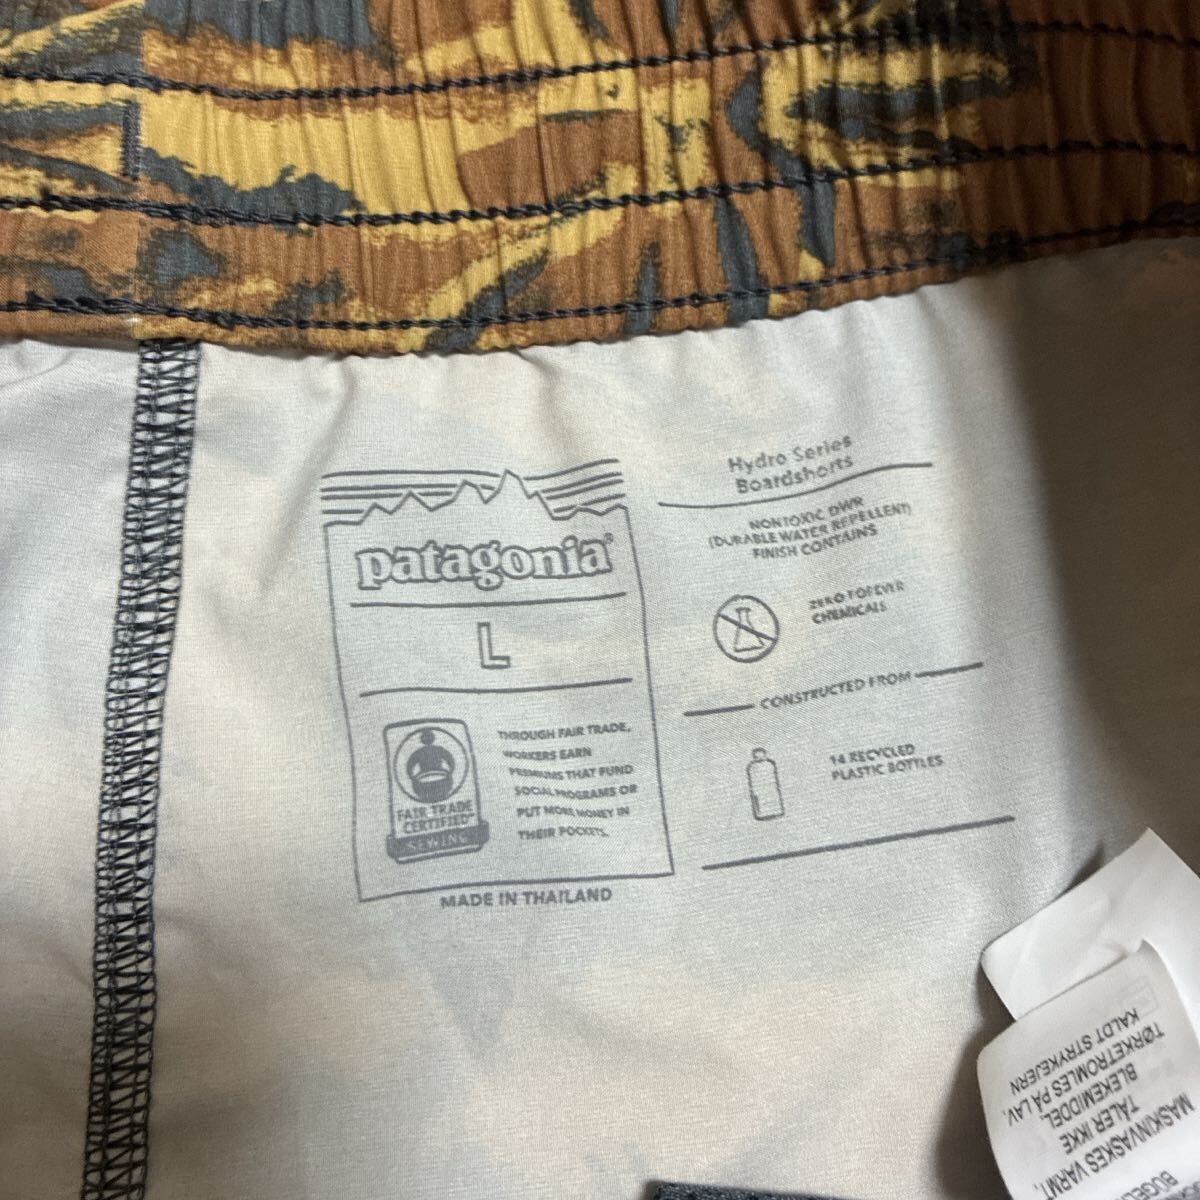 patagonia®
L
THROUGH FAIR TRADE,
WORKERS EARN
PREMIUMS THAT FUND
SOCIAL PROGRAMS OR
PUT MORE MONEY IN
THEIR POCKETS.
FAIR TRADE
CERTIFIED™
SEWING
MADE IN THAILAND
Hydro Series
Boardshorts
NONTOXIC DWR
(DURABLE WATER REPELLENT)
FINISH CONTAINS
ZERO FOREVER
CHEMICALS
CONSTRUCTED FROM
14 RECYCLED
PLASTIC BOTTLES
MASKINVASKES VARMT,
TÅLER IKKE
BLEKEMIDDEL,
TØRKETROMLES PÅ LAV,
KALDT STRYKEJERN